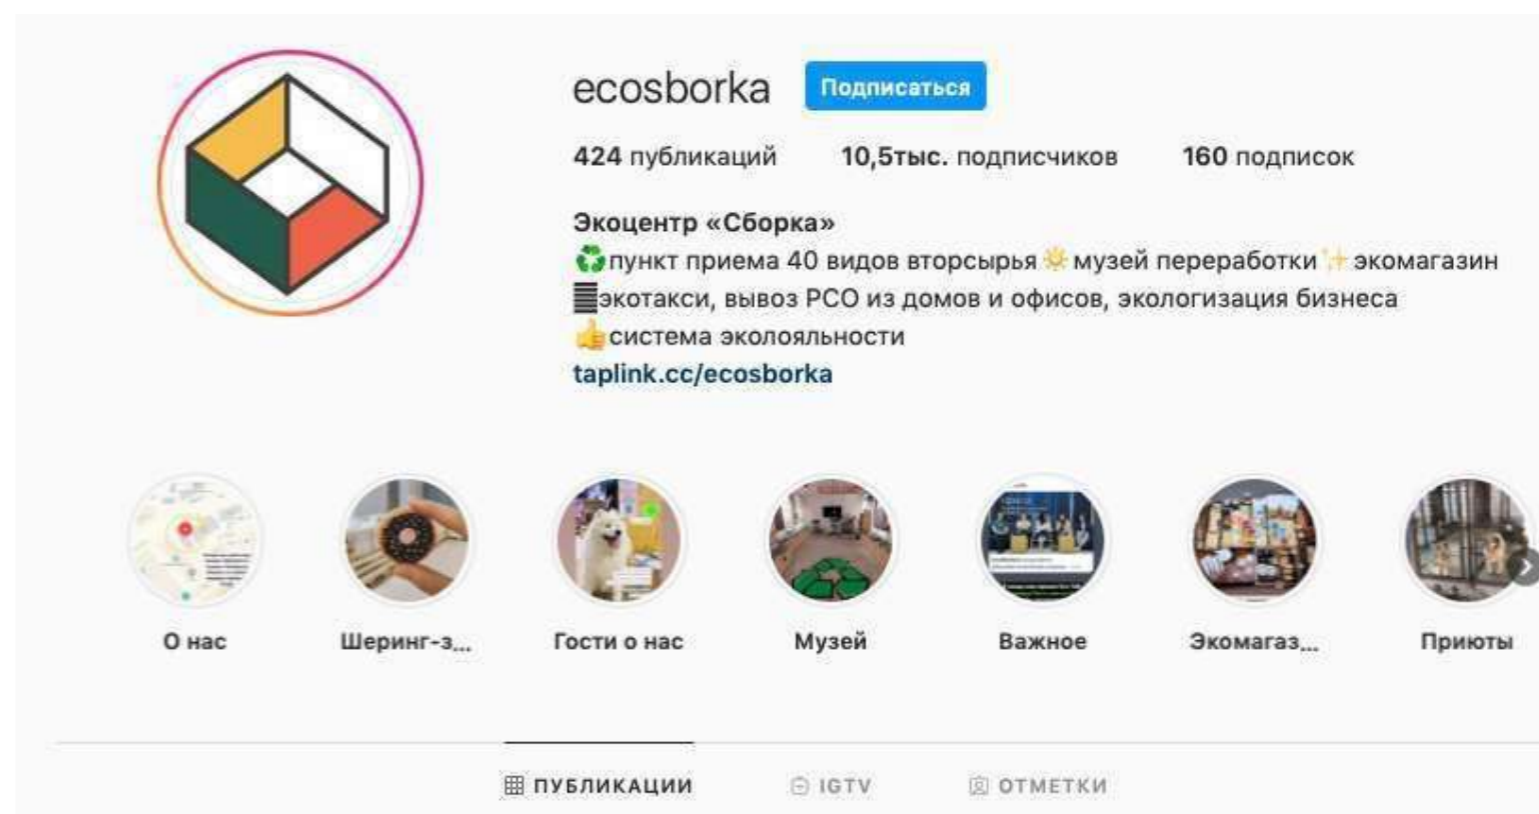 ecosborka Подписаться
424 публикаций 10,5тыс. подписчиков 160 подписок
Экоцентр «Сборка»
♻️пункт приема 40 видов вторсырья☀️музей переработки✨экомагазин
экотакси, вывоз РСО из домов и офисов, экологизация бизнеса
👍система эколояльности
taplink.cc/ecosborka
О нас Шеринг-з... Гости о нас Музей Важное Экомагаз... Приюты
ПУБЛИКАЦИИ IGTV ОТМЕТКИ